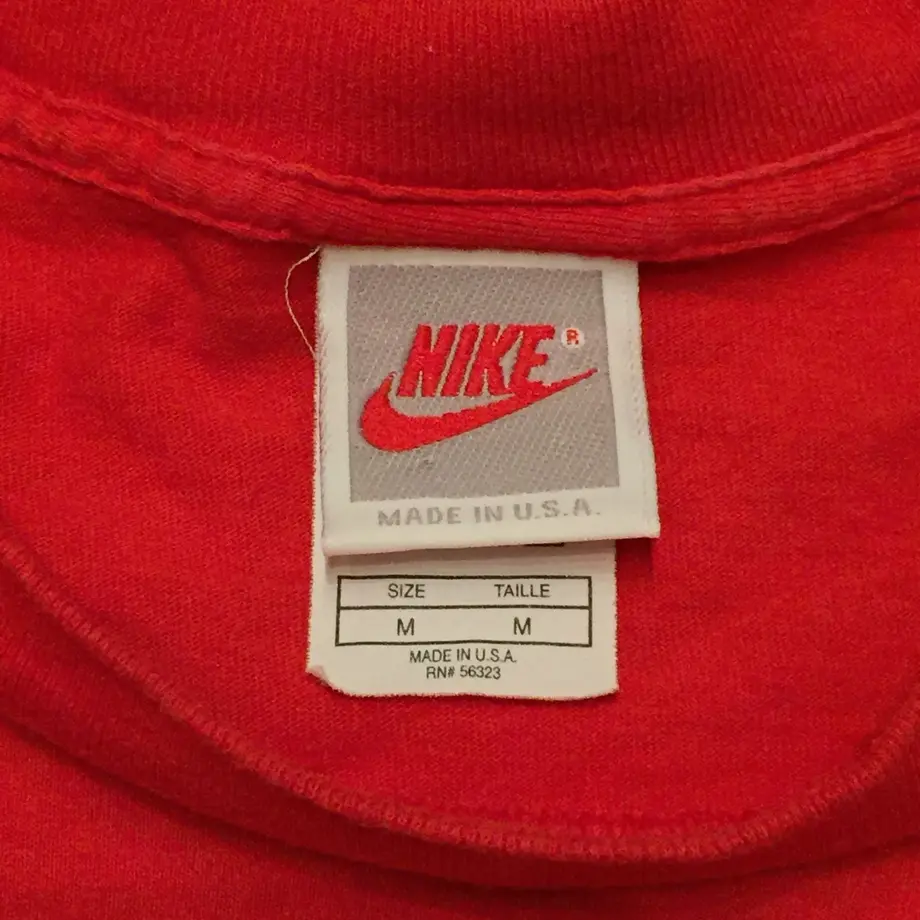 NIKE®
MADE IN U.S.A.
SIZE TAILLE
M M
MADE IN U.S.A.
RN# 56323